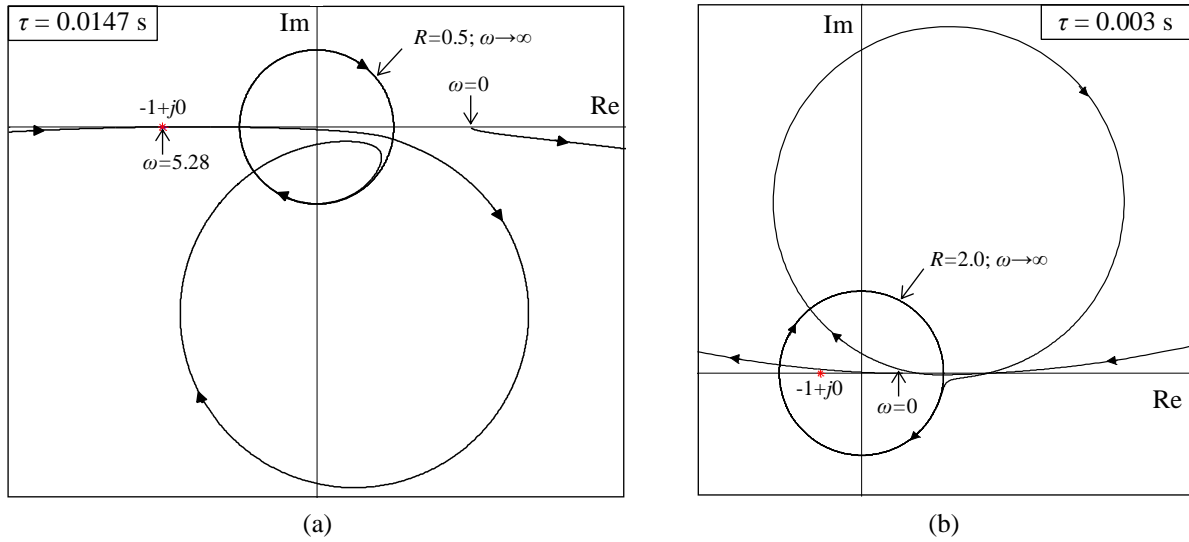 τ = 0.0147 s
Im
R=0.5; ω→∞
ω=0
Re
-1+j0
ω=5.28
(a)
Im
τ = 0.003 s
R=2.0; ω→∞
-1+j0
ω=0
Re
(b)